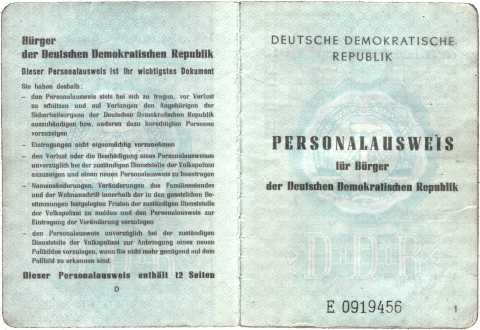 Bürger
der Deutschen Demokratischen Republik
Dieser Personalausweis ist Ihr wichtigstes Dokument
Sie haben deshalb:
– den Personalausweis stets bei sich zu tragen, vor Verlust
zu schützen und auf Verlangen den Angehörigen der
Sicherheitsorgane der Deutschen Demokratischen Republik
auszuhändigen bzw. anderen dazu berechtigten Personen
vorzuzeigen
– Eintragungen nicht eigenmächtig vorzunehmen
– den Verlust oder die Beschädigung eines Personalausweises
unverzüglich bei der zuständigen Dienststelle der Volkspolizei
anzuzeigen und einen neuen Personalausweis zu beantragen
– Namensänderungen, Veränderungen des Familienstandes
und der Wohnanschrift innerhalb der in den gesetzlichen Be-
stimmungen festgelegten Fristen der zuständigen Dienststelle
der Volkspolizei zu melden und den Personalausweis zur
Eintragung der Veränderung vorzulegen
– den Personalausweis unverzüglich bei der zuständigen
Dienststelle der Volkspolizei zur Anbringung eines neuen
Paßbildes vorzulegen, wenn Sie nicht mehr genügend auf dem
Paßbild zu erkennen sind.
Dieser Personalausweis enthält 12 Seiten
D
DEUTSCHE DEMOKRATISCHE
REPUBLIK
PERSONALAUSWEIS
für Bürger
der Deutschen Demokratischen Republik
DDR
E 0919456
1